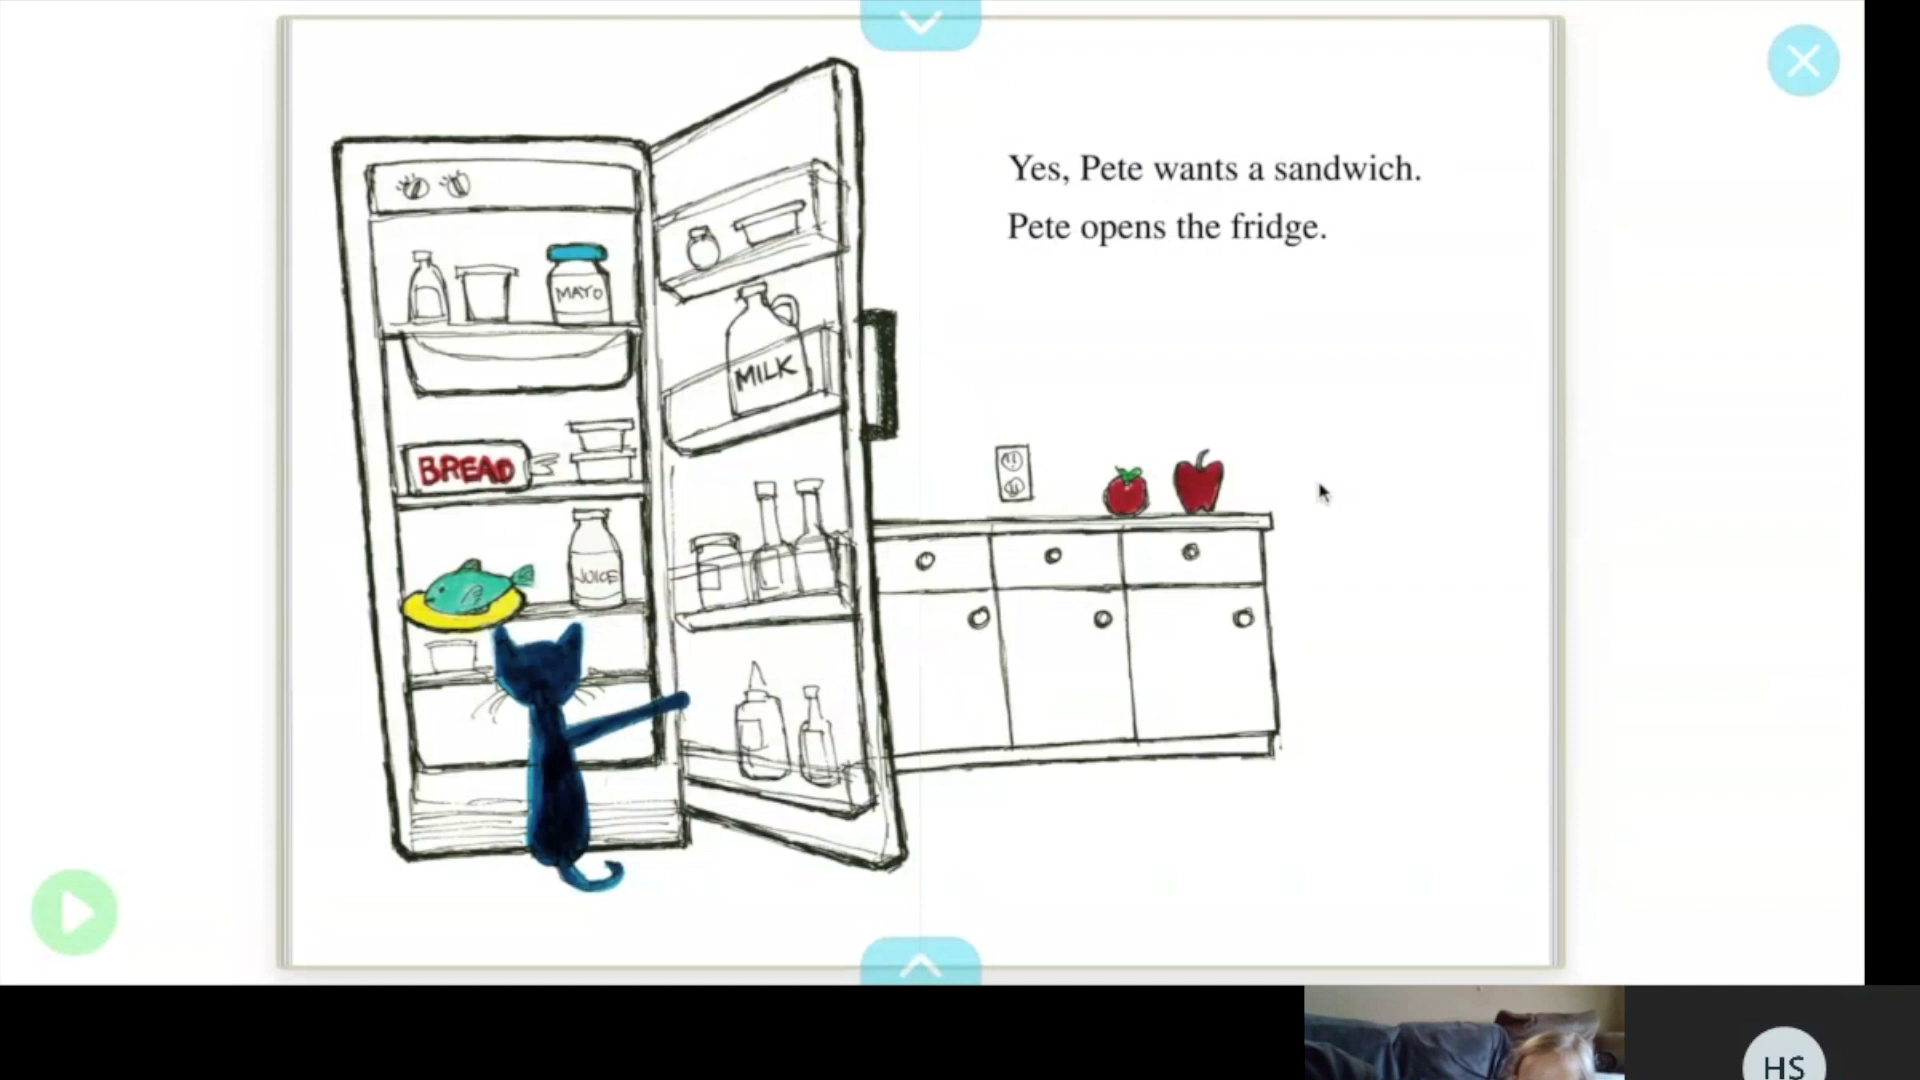 Yes, Pete wants a sandwich.
Pete opens the fridge.
MAYO
MILK
BREAD
JUICE
HS